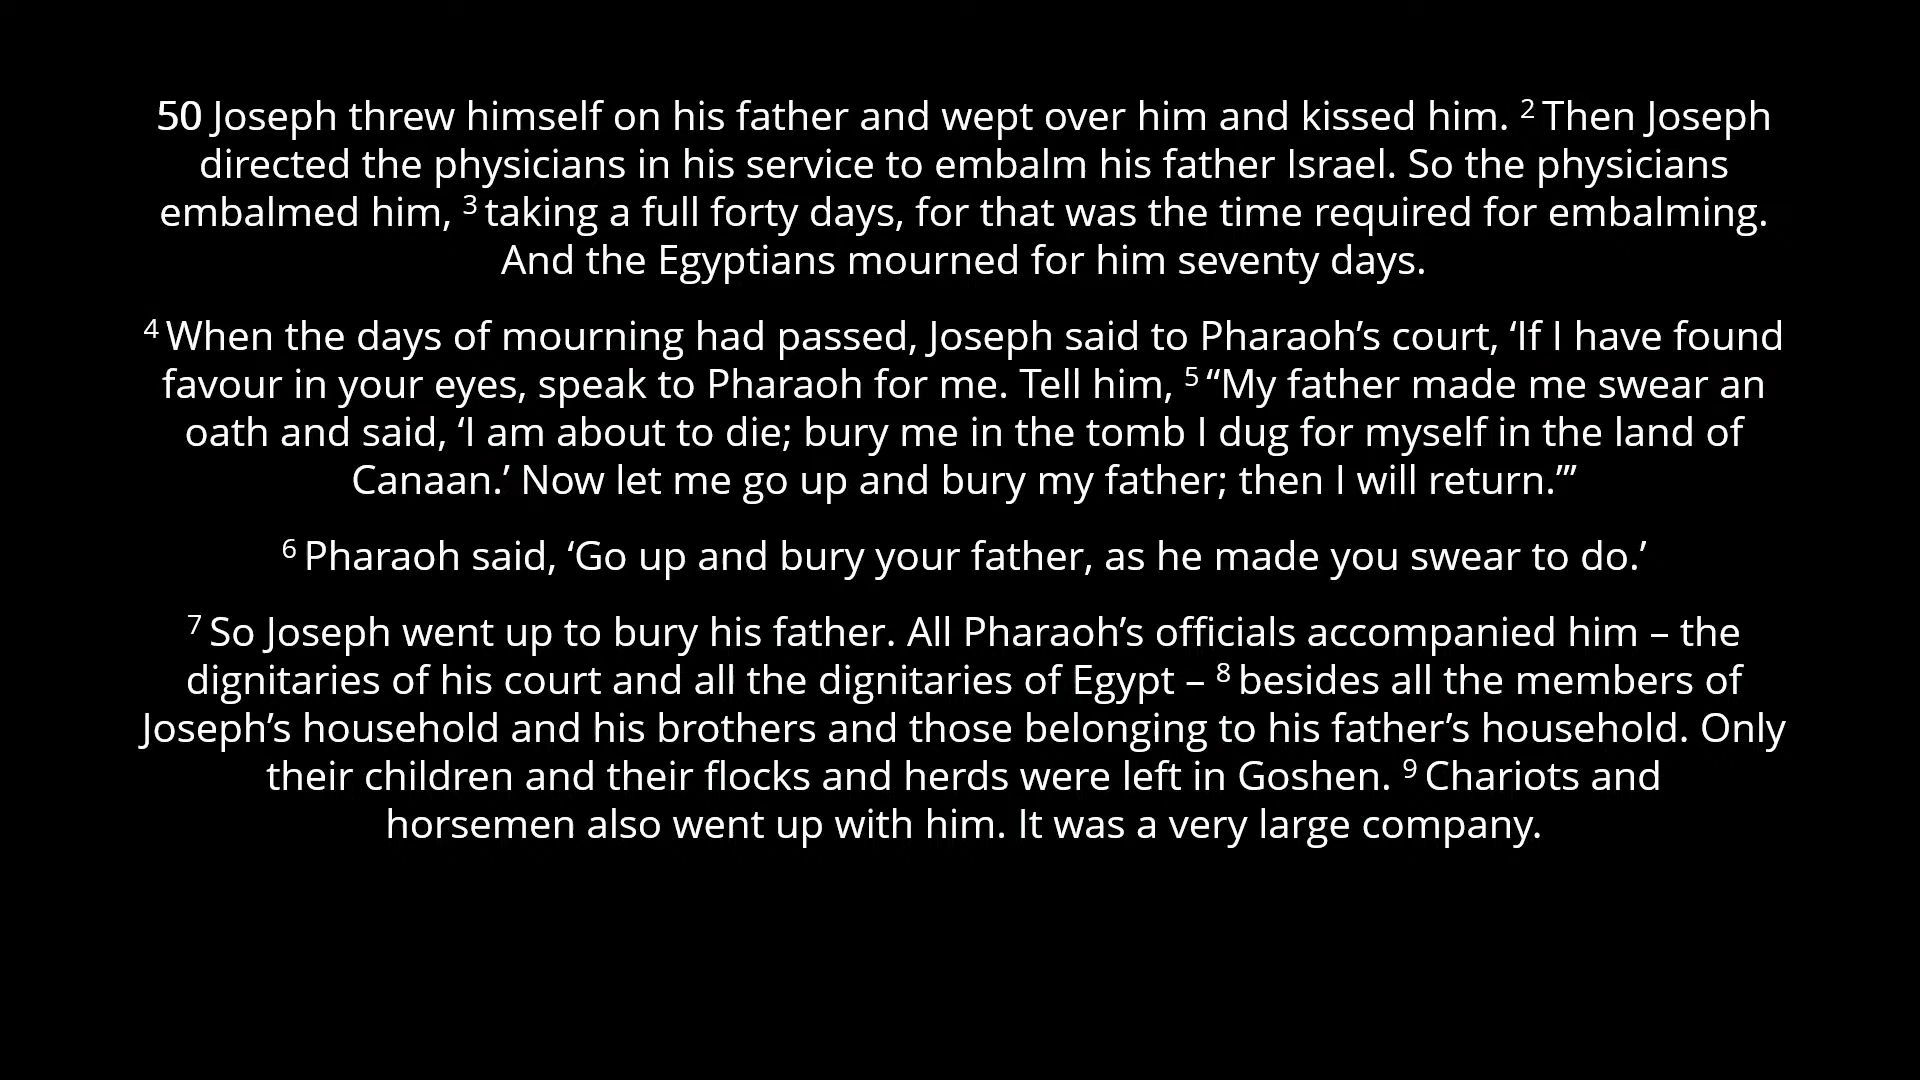 50 Joseph threw himself on his father and wept over him and kissed him. 2 Then Joseph
directed the physicians in his service to embalm his father Israel. So the physicians
embalmed him, 3 taking a full forty days, for that was the time required for embalming.
And the Egyptians mourned for him seventy days.
4 When the days of mourning had passed, Joseph said to Pharaoh’s court, ‘If I have found
favour in your eyes, speak to Pharaoh for me. Tell him, 5 “My father made me swear an
oath and said, ‘I am about to die; bury me in the tomb I dug for myself in the land of
Canaan.’ Now let me go up and bury my father; then I will return.”’
6 Pharaoh said, ‘Go up and bury your father, as he made you swear to do.’
7 So Joseph went up to bury his father. All Pharaoh’s officials accompanied him – the
dignitaries of his court and all the dignitaries of Egypt – 8 besides all the members of
Joseph’s household and his brothers and those belonging to his father’s household. Only
their children and their flocks and herds were left in Goshen. 9 Chariots and
horsemen also went up with him. It was a very large company.